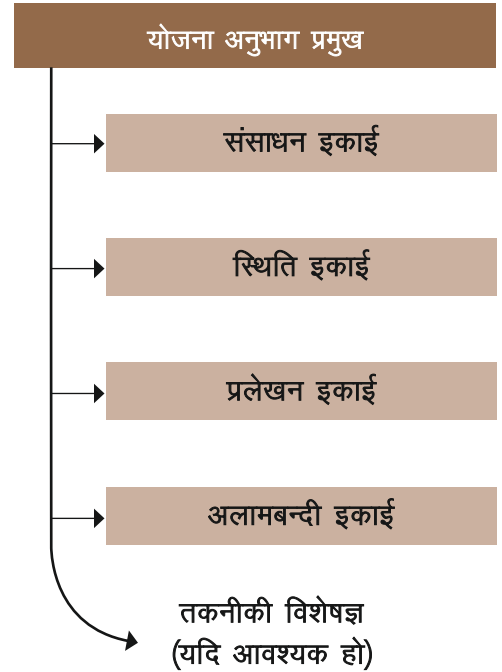 योजना अनुभाग प्रमुख
संसाधन इकाई
स्थिति इकाई
प्रलेखन इकाई
अलामबन्दी इकाई
तकनीकी विशेषज्ञ
(यदि आवश्यक हो)